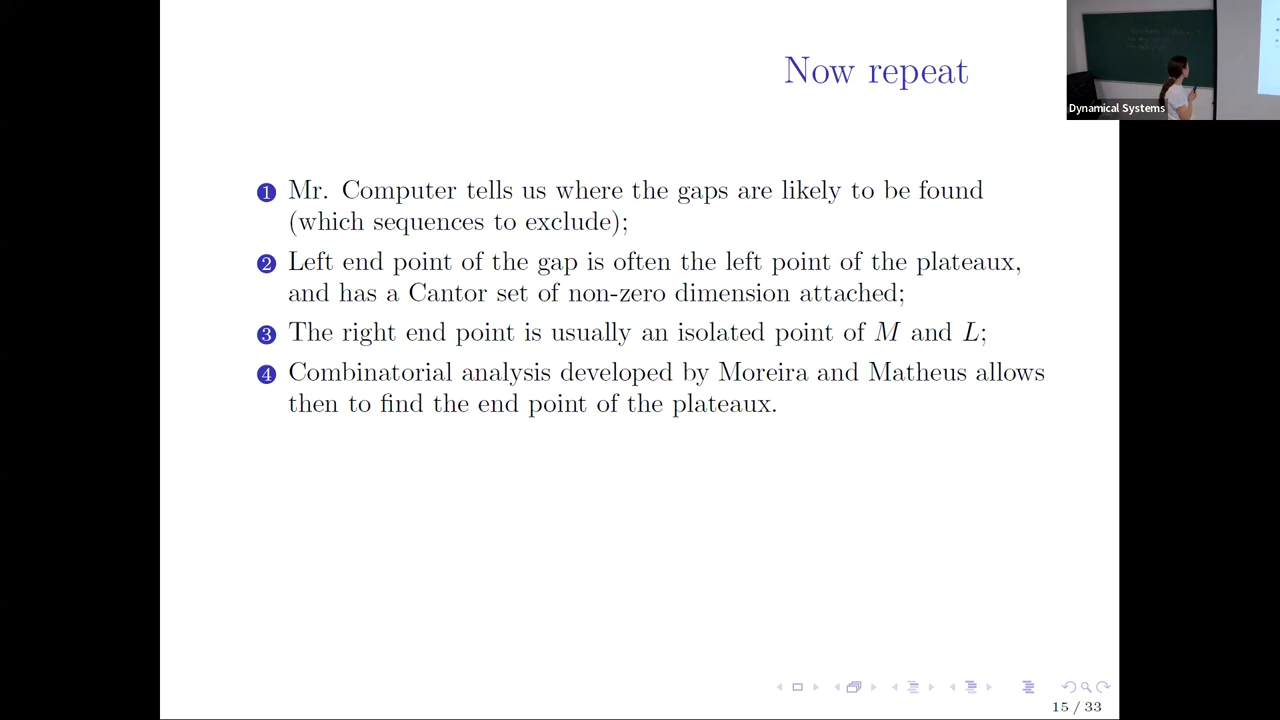 Now repeat
Dynamical Systems
1 Mr. Computer tells us where the gaps are likely to be found
(which sequences to exclude);
2 Left end point of the gap is often the left point of the plateaux,
and has a Cantor set of non-zero dimension attached;
3 The right end point is usually an isolated point of M and L;
4 Combinatorial analysis developed by Moreira and Matheus allows
then to find the end point of the plateaux.
15 / 33